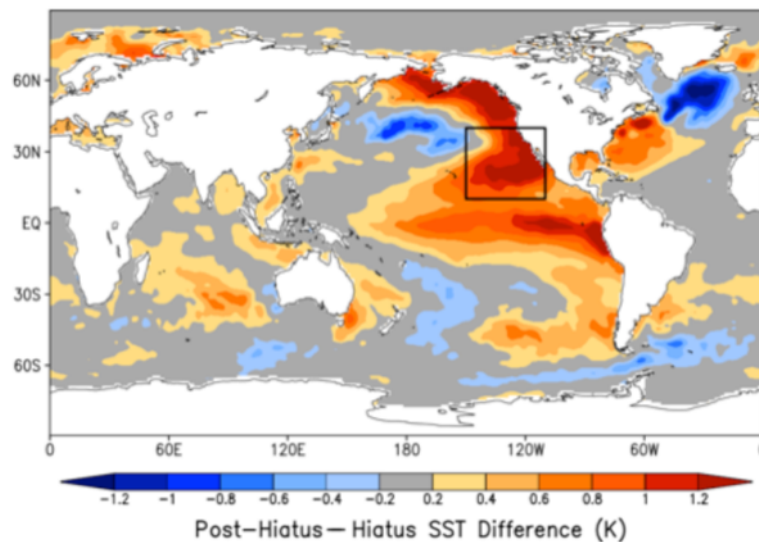 60N
30N
EQ
30S
60S
0 60E 120E 180 120W 60W 0
-1.2 -1 -0.8 -0.6 -0.4 -0.2 0.2 0.4 0.6 0.8 1 1.2
Post-Hiatus—Hiatus SST Difference (K)